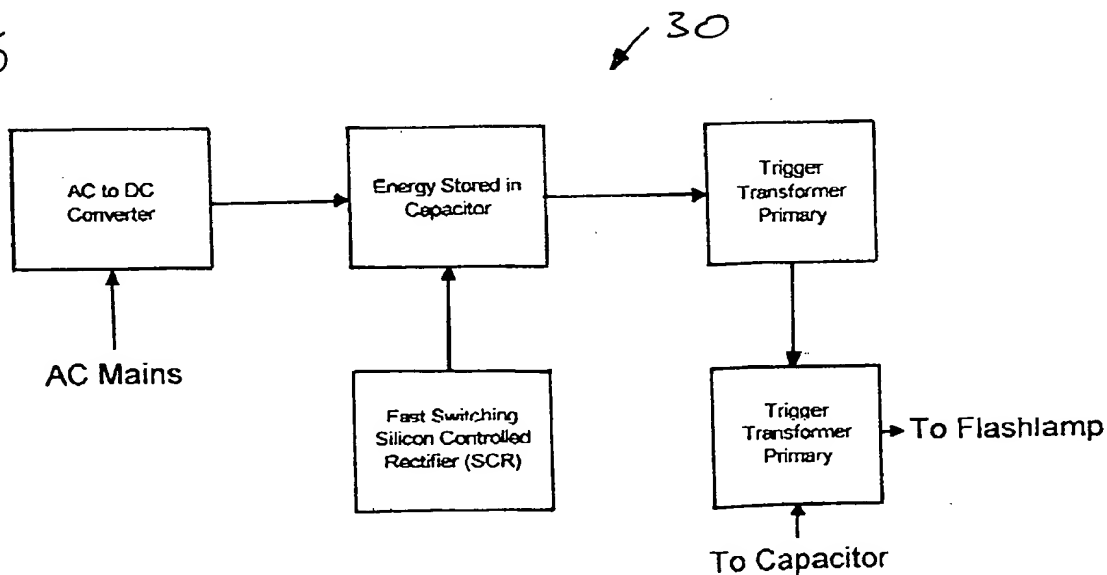 30
AC to DC
Converter
Energy Stored in
Capacitor
Trigger
Transformer
Primary
AC Mains
Fast Switching
Silicon Controlled
Rectifier (SCR)
Trigger
Transformer
Primary
To Flashlamp
To Capacitor